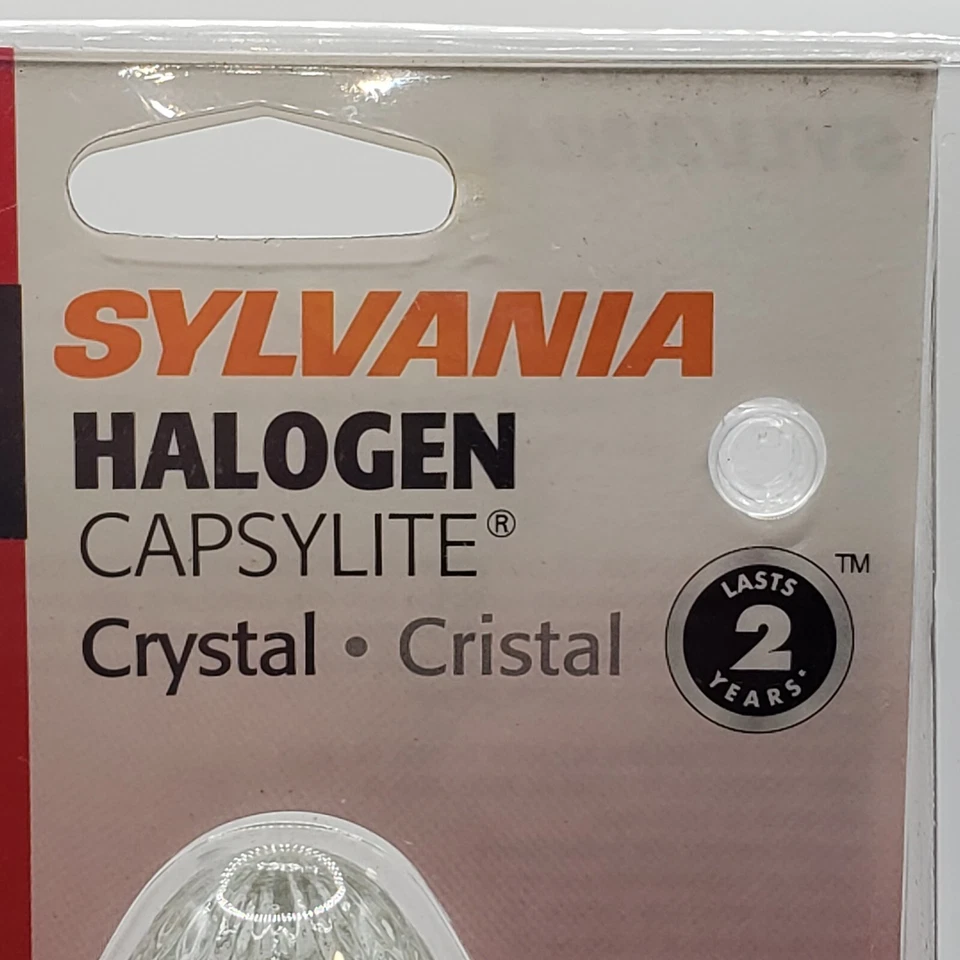 SYLVANIA
HALOGEN
CAPSYLITE®
Crystal • Cristal
LASTS
2
YEARS*
TM